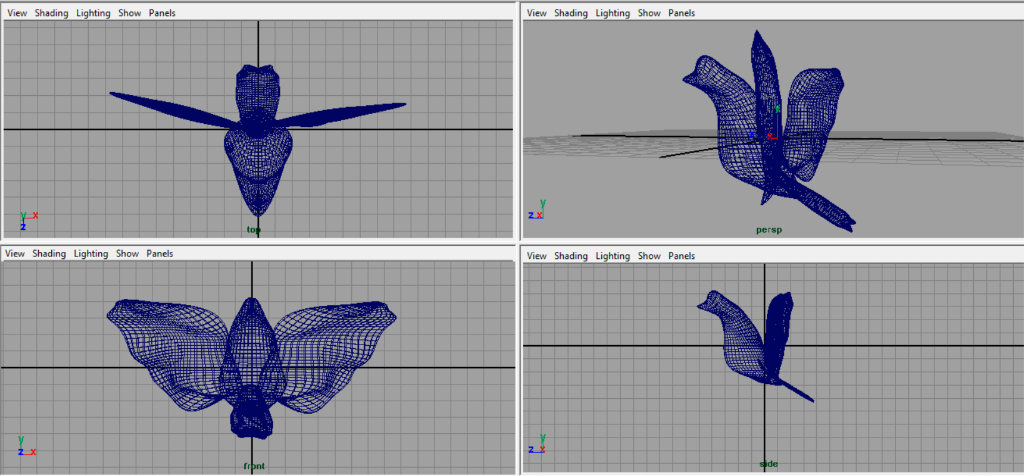 View Shading Lighting Show Panels
View Shading Lighting Show Panels
y x
z
top
y
z x
persp
View Shading Lighting Show Panels
View Shading Lighting Show Panels
y
z x
front
y
z x
side